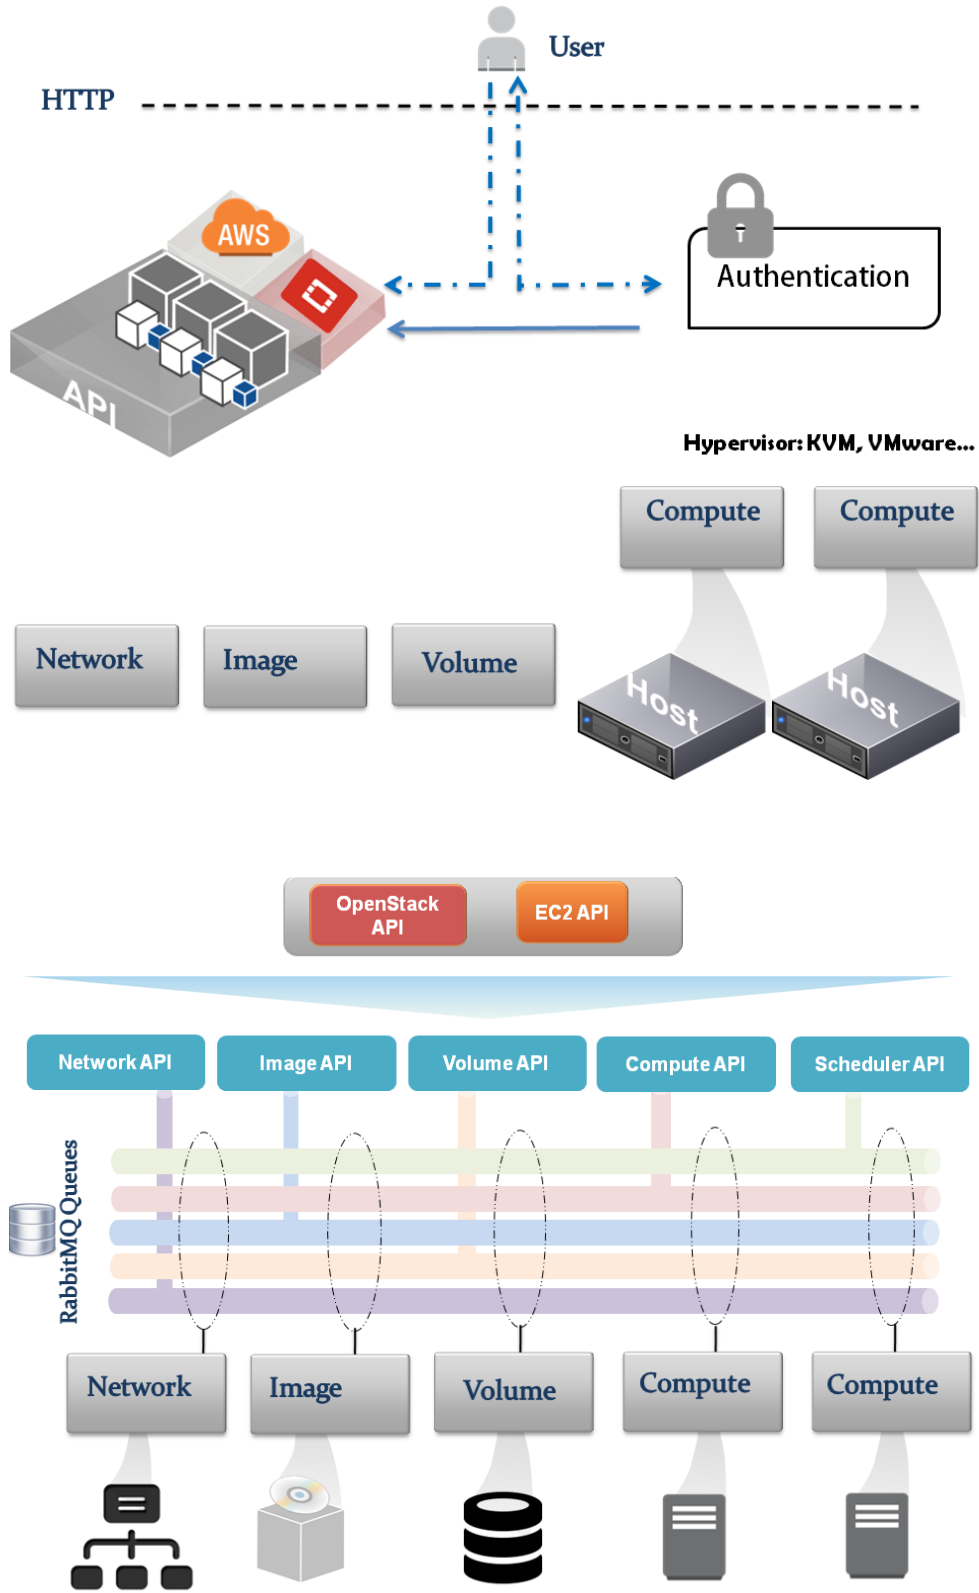 User
HTTP
AWS
Authentication
API
Hypervisor: KVM, VMware...
Compute
Compute
Network
Image
Volume
Host
Host
OpenStack
API
EC2 API
Network API
Image API
Volume API
Compute API
Scheduler API
RabbitMQ Queues
Network
Image
Volume
Compute
Compute